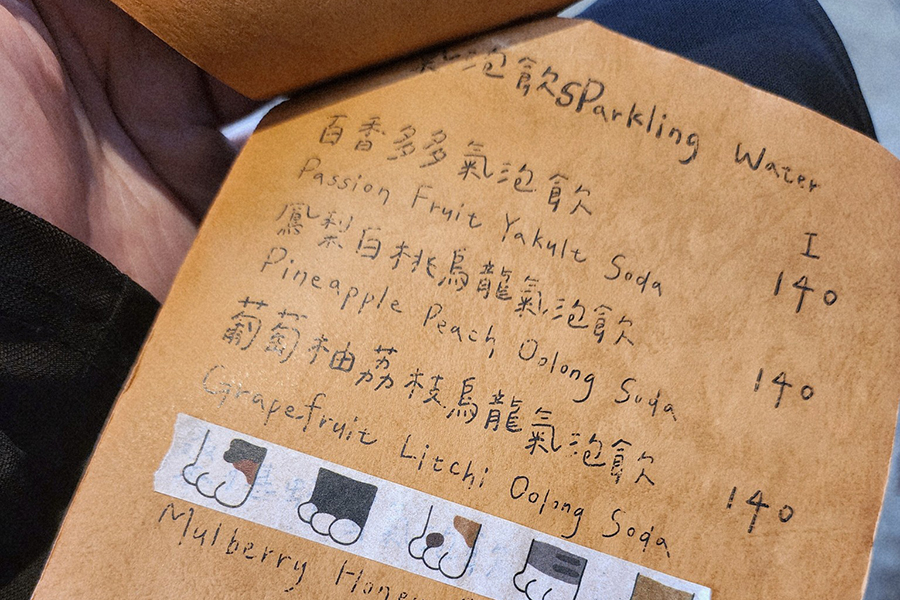 氣泡飲 SParkling Water
I
百香多多氣泡飲
Passion Fruit Yakult Soda 140
鳳梨白桃烏龍氣泡飲
Pineapple Peach Oolong Soda 140
葡萄柚荔枝烏龍氣泡飲
Grapefruit Litchi Oolong Soda 140
Mulberry Honey